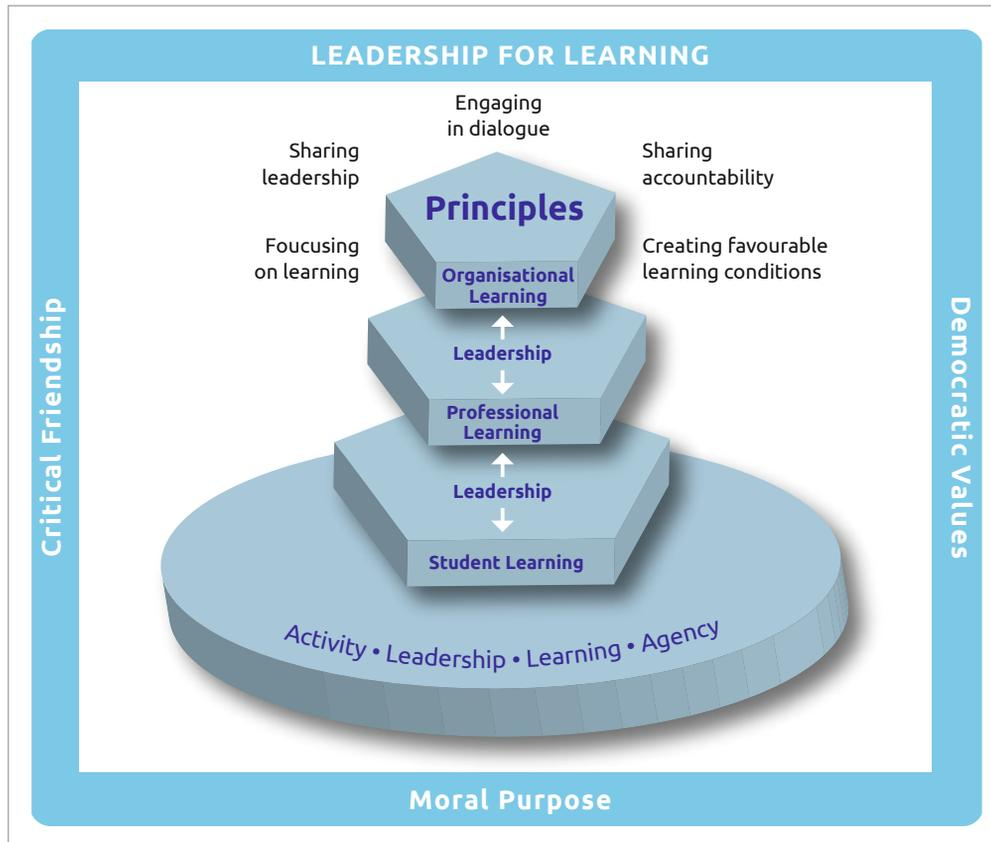 LEADERSHIP FOR LEARNING
Engaging
in dialogue
Sharing
leadership
Sharing
accountability
Principles
Foucusing
on learning
Creating favourable
learning conditions
Organisational
Learning
Leadership
Professional
Learning
Leadership
Student Learning
Activity • Leadership • Learning • Agency
Critical Friendship
Democratic Values
Moral Purpose